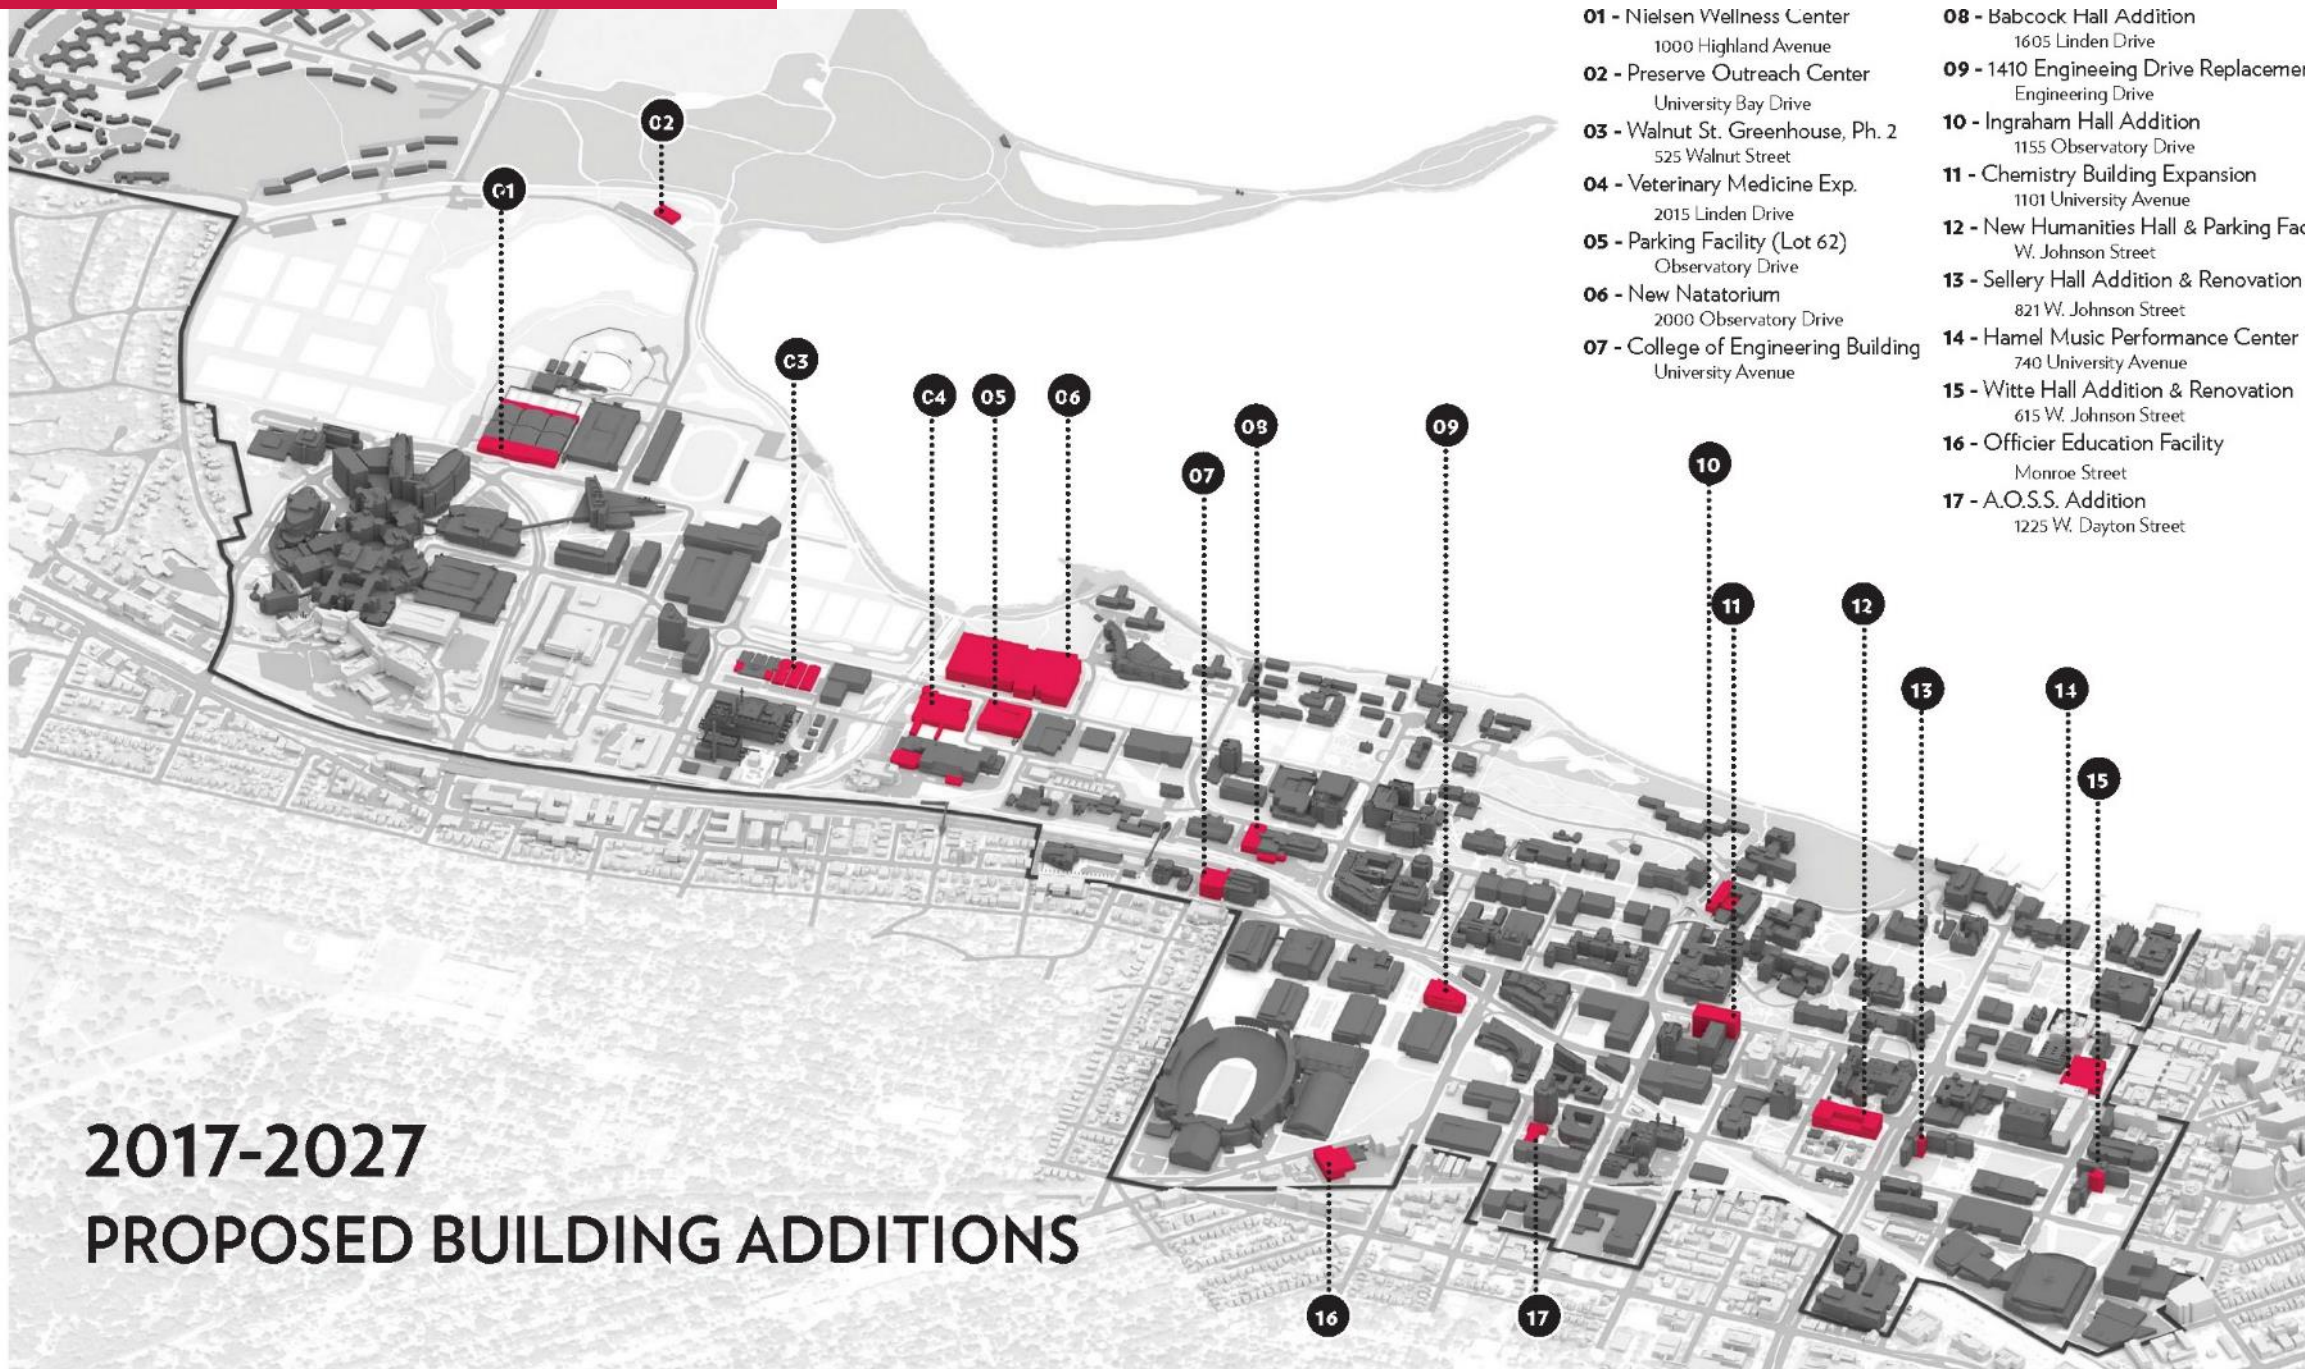 01 - Nielsen Wellness Center
1000 Highland Avenue
02 - Preserve Outreach Center
University Bay Drive
03 - Walnut St. Greenhouse, Ph. 2
525 Walnut Street
04 - Veterinary Medicine Exp.
2015 Linden Drive
05 - Parking Facility (Lot 62)
Observatory Drive
06 - New Natatorium
2000 Observatory Drive
07 - College of Engineering Building
University Avenue
08 - Babcock Hall Addition
1605 Linden Drive
09 - 1410 Engineeing Drive Replacemen
Engineering Drive
10 - Ingraham Hall Addition
1155 Observatory Drive
11 - Chemistry Building Expansion
1101 University Avenue
12 - New Humanities Hall & Parking Fac
W. Johnson Street
13 - Sellery Hall Addition & Renovation
821 W. Johnson Street
14 - Hamel Music Performance Center
740 University Avenue
15 - Witte Hall Addition & Renovation
615 W. Johnson Street
16 - Officier Education Facility
Monroe Street
17 - A.O.S.S. Addition
1225 W. Dayton Street
02
01
03
04
05
06
08
09
07
10
11
12
13
14
15
2017-2027
PROPOSED BUILDING ADDITIONS
16
17